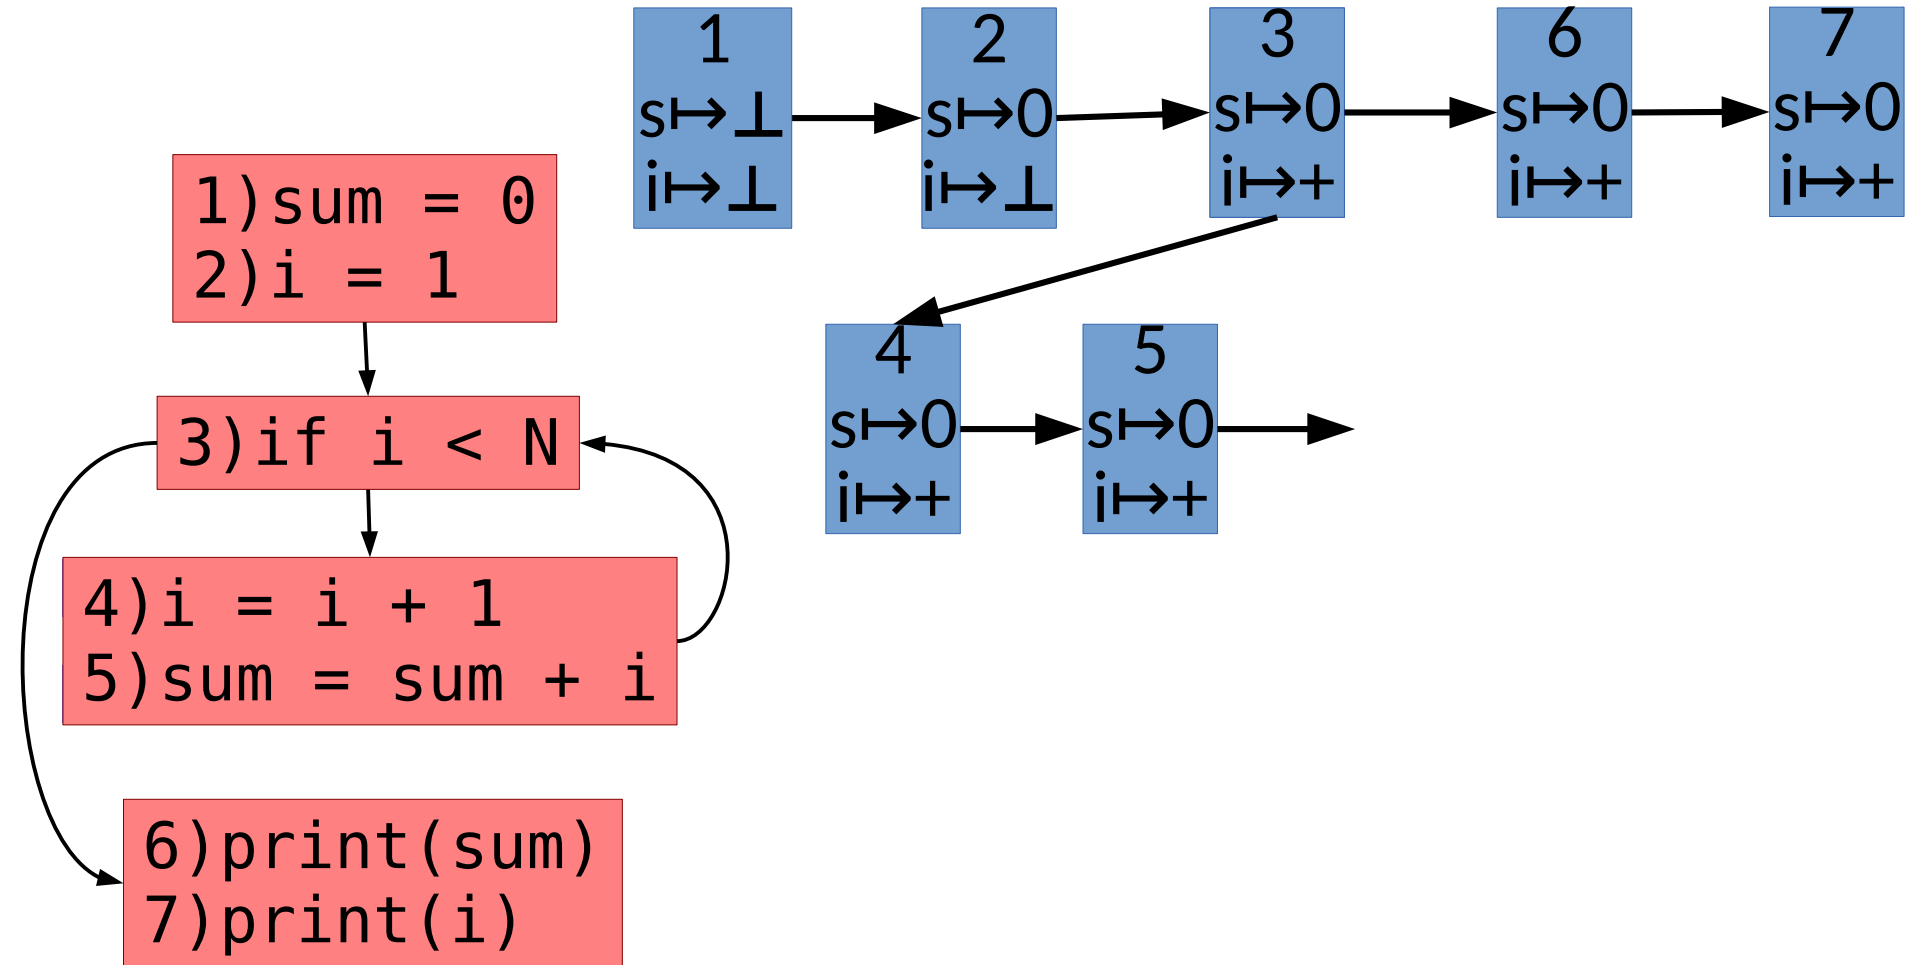 1)sum = 0
2)i = 1
3)if i < N
4)i = i + 1
5)sum = sum + i
6)print(sum)
7)print(i)
1
s↦⊥
i↦⊥
2
s↦0
i↦⊥
3
s↦0
i↦+
6
s↦0
i↦+
7
s↦0
i↦+
4
s↦0
i↦+
5
s↦0
i↦+